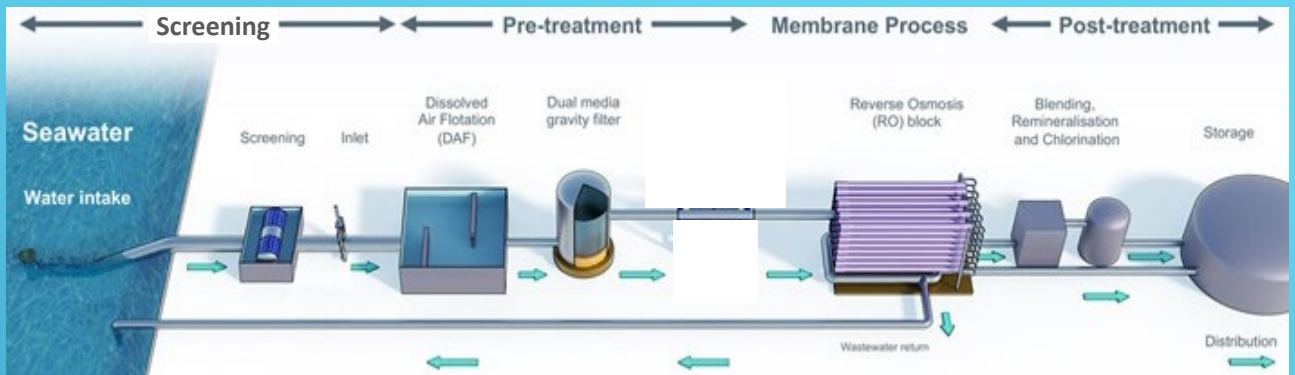 Screening
Pre-treatment
Membrane Process
Post-treatment
Seawater
Water intake
Screening
Inlet
Dissolved
Air Flotation
(DAF)
Dual media
gravity filter
Reverse Osmosis
(RO) block
Blending,
Remineralisation
and Chlorination
Storage
Wastewater return
Distribution